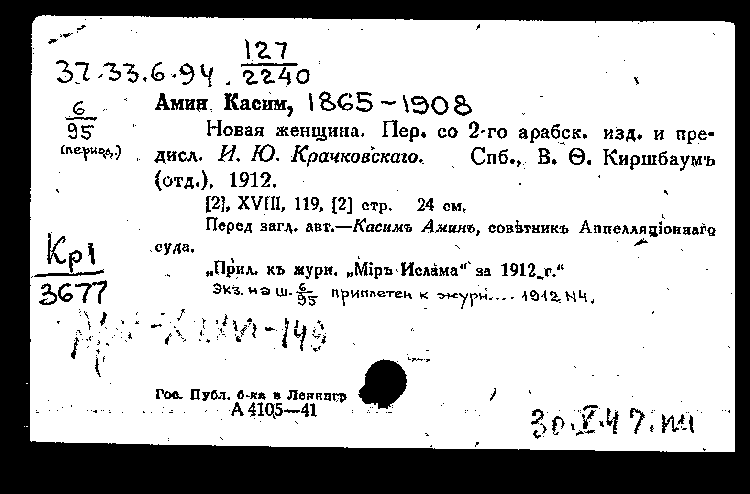 37.33.6.94. 127/2240
6/95
(период.)
Амин Касим, 1865-1908
Новая женщина. Пер. со 2-го арабск. изд. и пре-
дисл. И. Ю. Крачковскаго. Спб., В. Ѳ. Киршбаумъ
(отд.), 1912.
[2], XVIII, 119, [2] стр. 24 см.
Перед загл. авт.—Касимъ Аминъ, совѣтникъ Аппелляціоннаго
суда.
„Прил. къ журн. „Міръ Ислама“ за 1912 г.“
Экз. на ш. 6/95 приплетен к журн.... 1912 №4.
Кр1/3677
Гос. Публ. б-ка в Ленингр
А 4105—41
30.X.47.